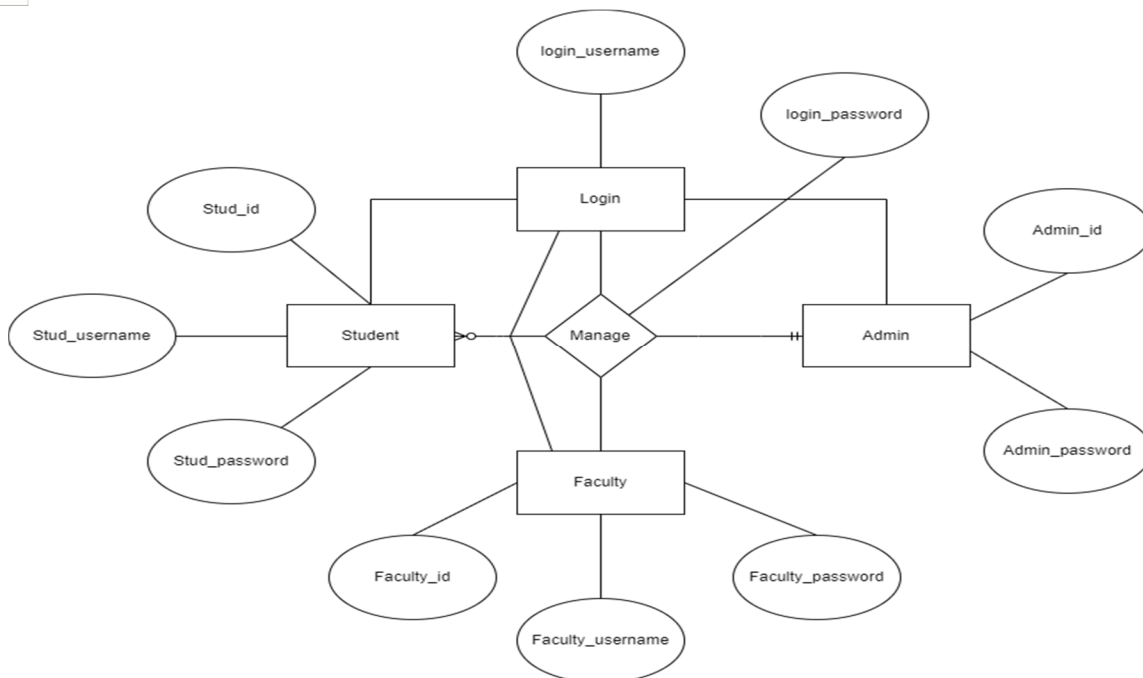 login_username
login_password
Login
Stud_id
Admin_id
Stud_username
Student
Manage
Admin
Stud_password
Admin_password
Faculty
Faculty_id
Faculty_password
Faculty_username